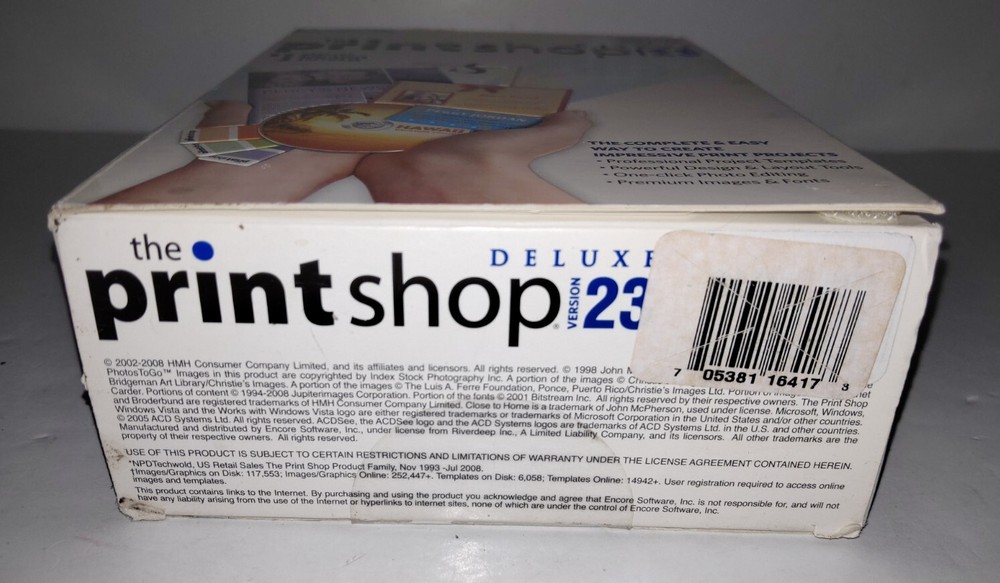 the
printshop
HAWAII
THE COMPLETE & EASY
WAY TO CREATE
IMPRESSIVE PRINT PROJECTS
• Professional Project Templates
• Powerful Design & Layout Tools
• One-click Photo Editing
• Premium Images & Fonts
the
printshop
DELUXE
VERSION 23
7 05381 16417 3
© 2002-2008 HMH Consumer Company Limited, and its affiliates and licensors. All rights reserved. © 1998 John M
PhotosToGo™ Images in this product are copyrighted by Index Stock Photography Inc. A portion of the images ©
Bridgeman Art Library/Christie's Images. A portion of the images © The Luis A. Ferre Foundation, Ponce, Puerto Rico/Christie's Images Ltd. Portion of
Carder. Portions of content © 1994-2008 Jupiterimages Corporation. Portion of the fonts © 2001 Bitstream Inc. All rights reserved by their respective owners. The Print Shop
and Broderbund are registered trademarks of HMH Consumer Company Limited. Close to Home is a trademark of John McPherson, used under license. Microsoft, Windows,
Windows Vista and the Works with Windows Vista logo are either registered trademarks or trademarks of Microsoft Corporation in the United States and/or other countries.
© 2005 ACD Systems Ltd. All rights reserved. ACDSee, the ACDSee logo and the ACD Systems logos are trademarks of ACD Systems Ltd. in the U.S. and other countries.
Manufactured and distributed by Encore Software, Inc., under license from Riverdeep Inc., A Limited Liability Company, and its licensors. All other trademarks are the
property of their respective owners. All rights reserved.
USE OF THIS PRODUCT IS SUBJECT TO CERTAIN RESTRICTIONS AND LIMITATIONS OF WARRANTY UNDER THE LICENSE AGREEMENT CONTAINED HEREIN.
*NPDTechwold, US Retail Sales The Print Shop Product Family, Nov 1993 -Jul 2008.
†Images/Graphics on Disk: 117,553; Images/Graphics Online: 252,447+. Templates on Disk: 6,058; Templates Online: 14942+. User registration required to access online
images and templates.
This product contains links to the Internet. By purchasing and using the product you acknowledge and agree that Encore Software, Inc. is not responsible for, and will not
have any liability arising from the use of the Internet or hyperlinks to internet sites, none of which are under the control of Encore Software, Inc.